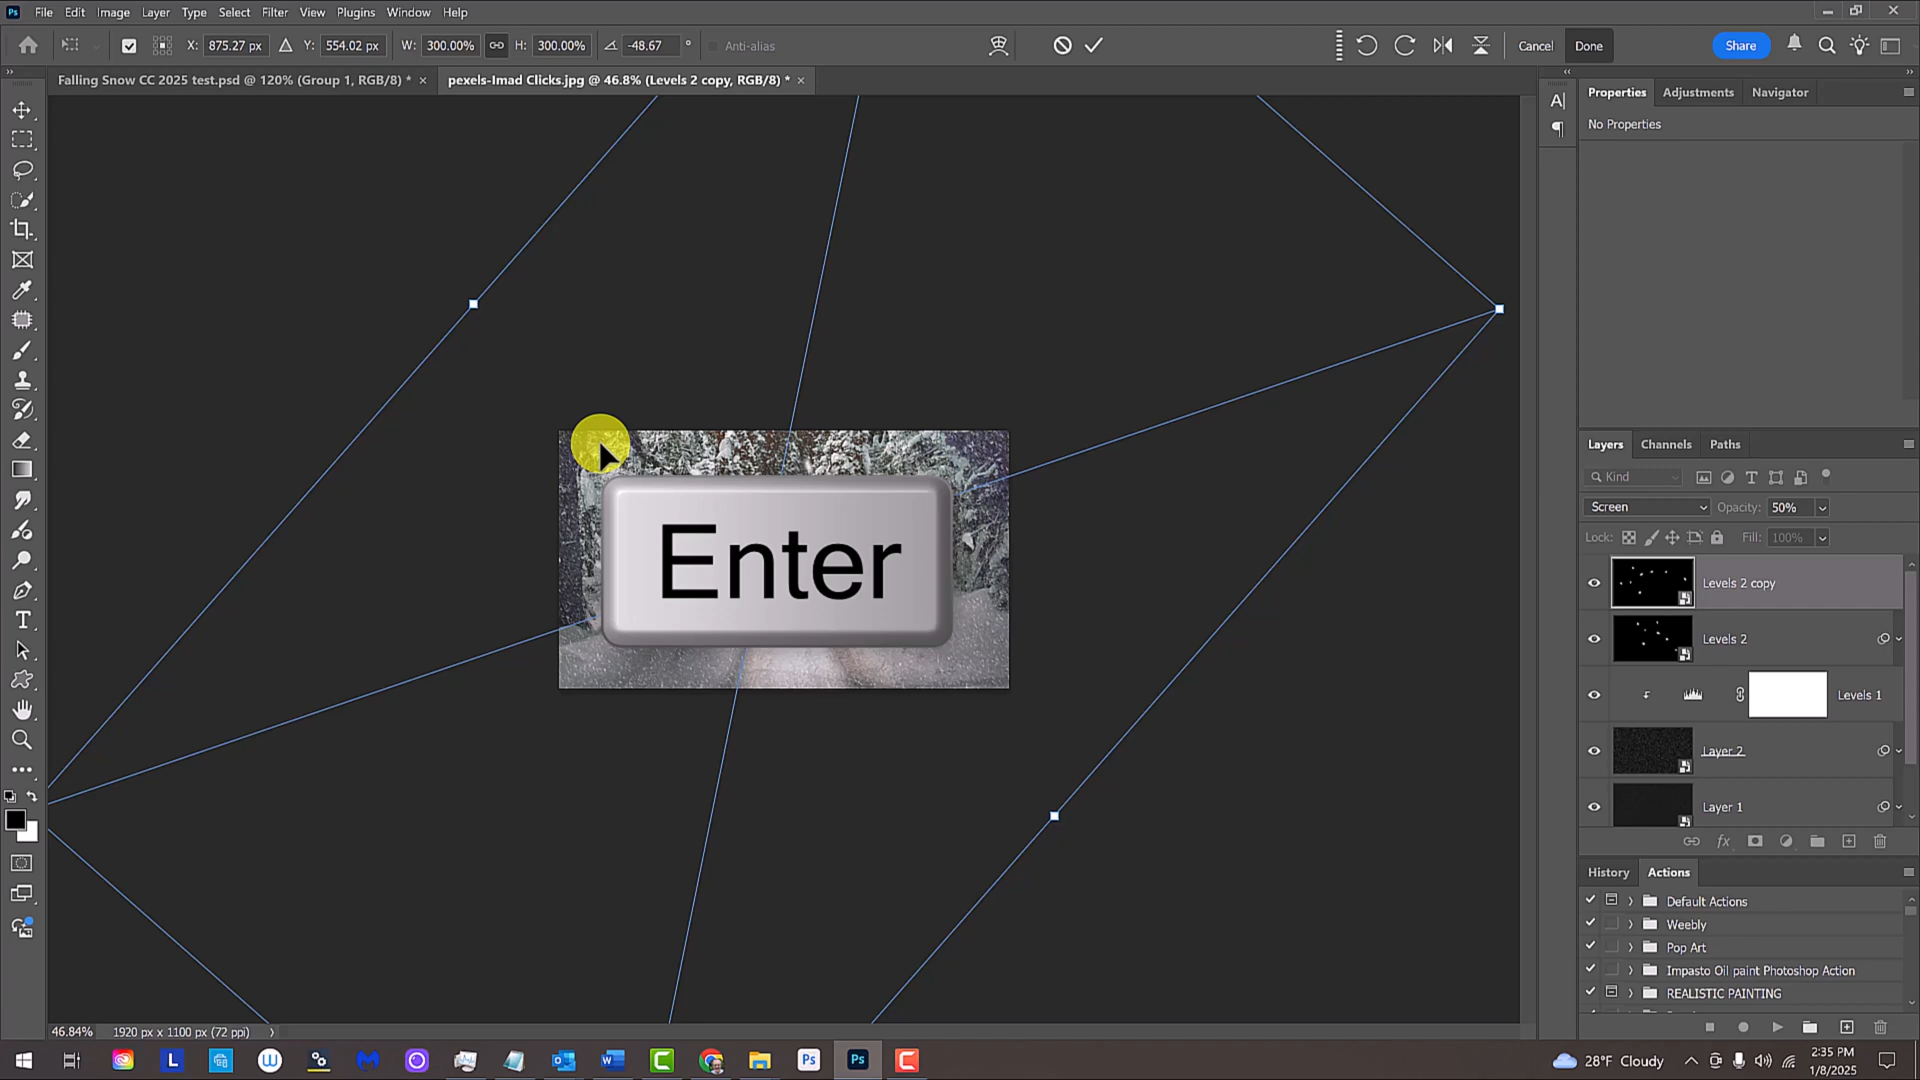 Ps File Edit Image Layer Type Select Filter View Plugins Window Help
X: 875.27 px Y: 554.02 px W: 300.00% H: 300.00% -48.67 ° Anti-alias Cancel Done Share
Falling Snow CC 2025 test.psd @ 120% (Group 1, RGB/8) * × pexels-Imad Clicks.jpg @ 46.8% (Levels 2 copy, RGB/8) * ×
Properties Adjustments Navigator
No Properties
Enter
Layers Channels Paths
Kind
Screen Opacity: 50%
Lock: Fill: 100%
Levels 2 copy
Levels 2
Levels 1
Layer 2
Layer 1
fx
History Actions
Default Actions
Weebly
Pop Art
Impasto Oil paint Photoshop Action
REALISTIC PAINTING
46.84% 1920 px x 1100 px (72 ppi)
28°F Cloudy
2:35 PM
1/8/2025